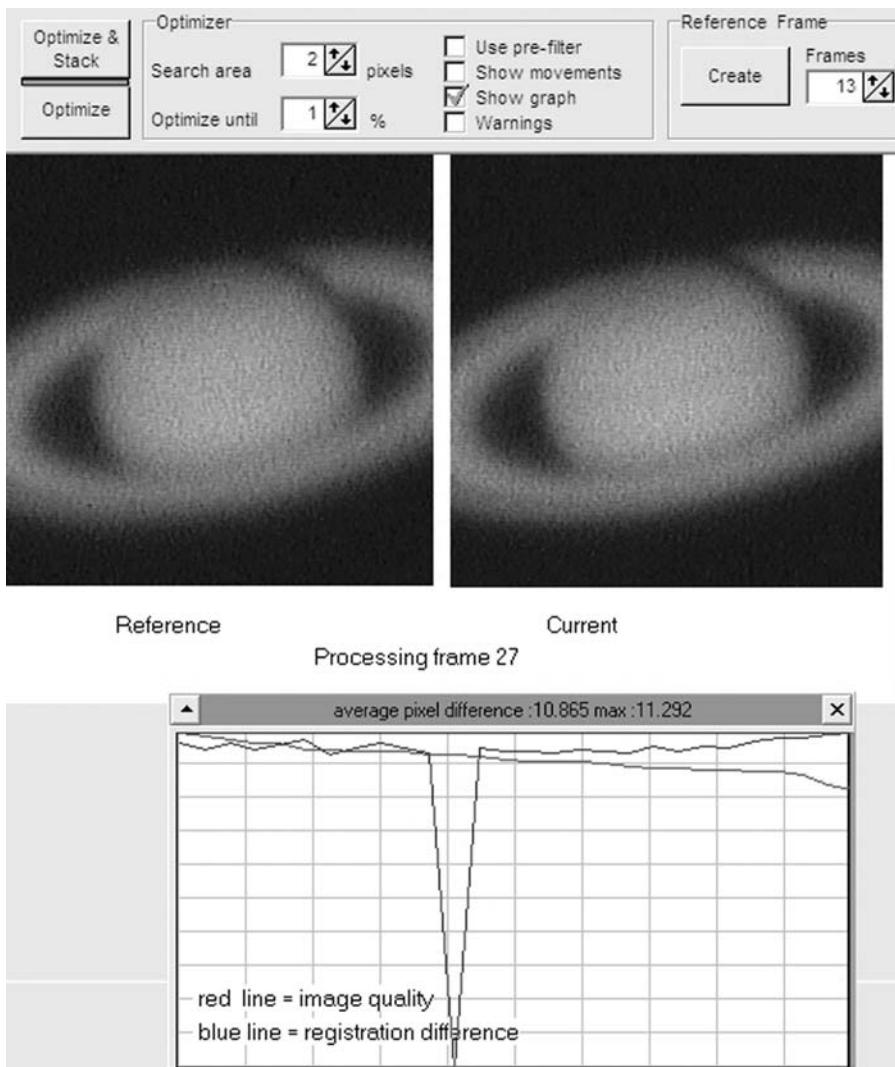 Optimize &
Stack
Optimize
Optimizer
Search area 2 pixels
Optimize until 1 %
Use pre-filter
Show movements
Show graph
Warnings
Reference Frame
Create
Frames
13
Reference Current
Processing frame 27
average pixel difference :10.865 max :11.292
red line = image quality
blue line = registration difference